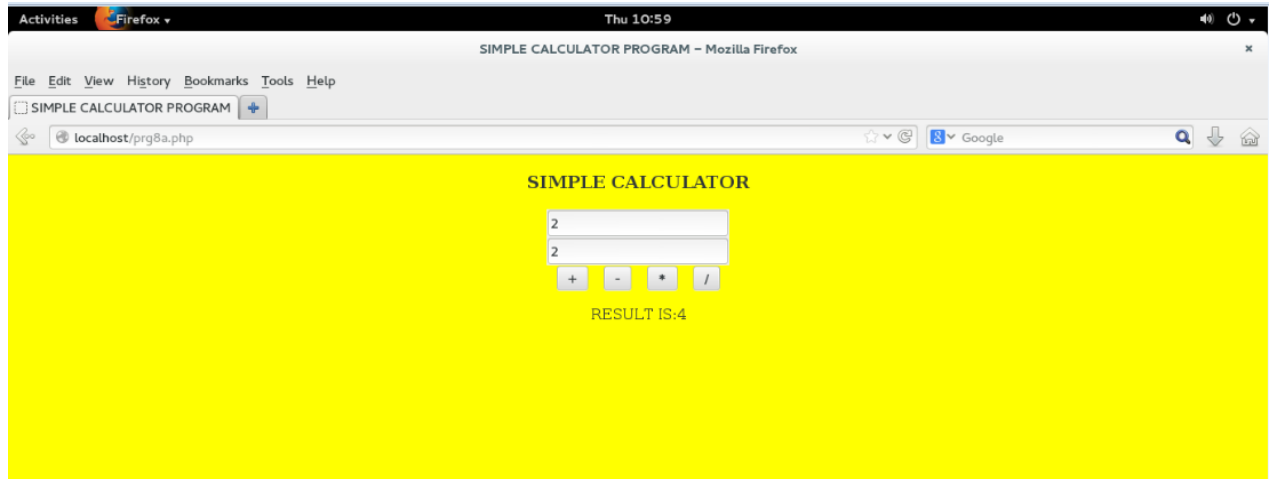 Activities Firefox Thu 10:59
SIMPLE CALCULATOR PROGRAM – Mozilla Firefox ×
File Edit View History Bookmarks Tools Help
SIMPLE CALCULATOR PROGRAM
localhost/prg8a.php Google
SIMPLE CALCULATOR
2
2
+ - * /
RESULT IS:4